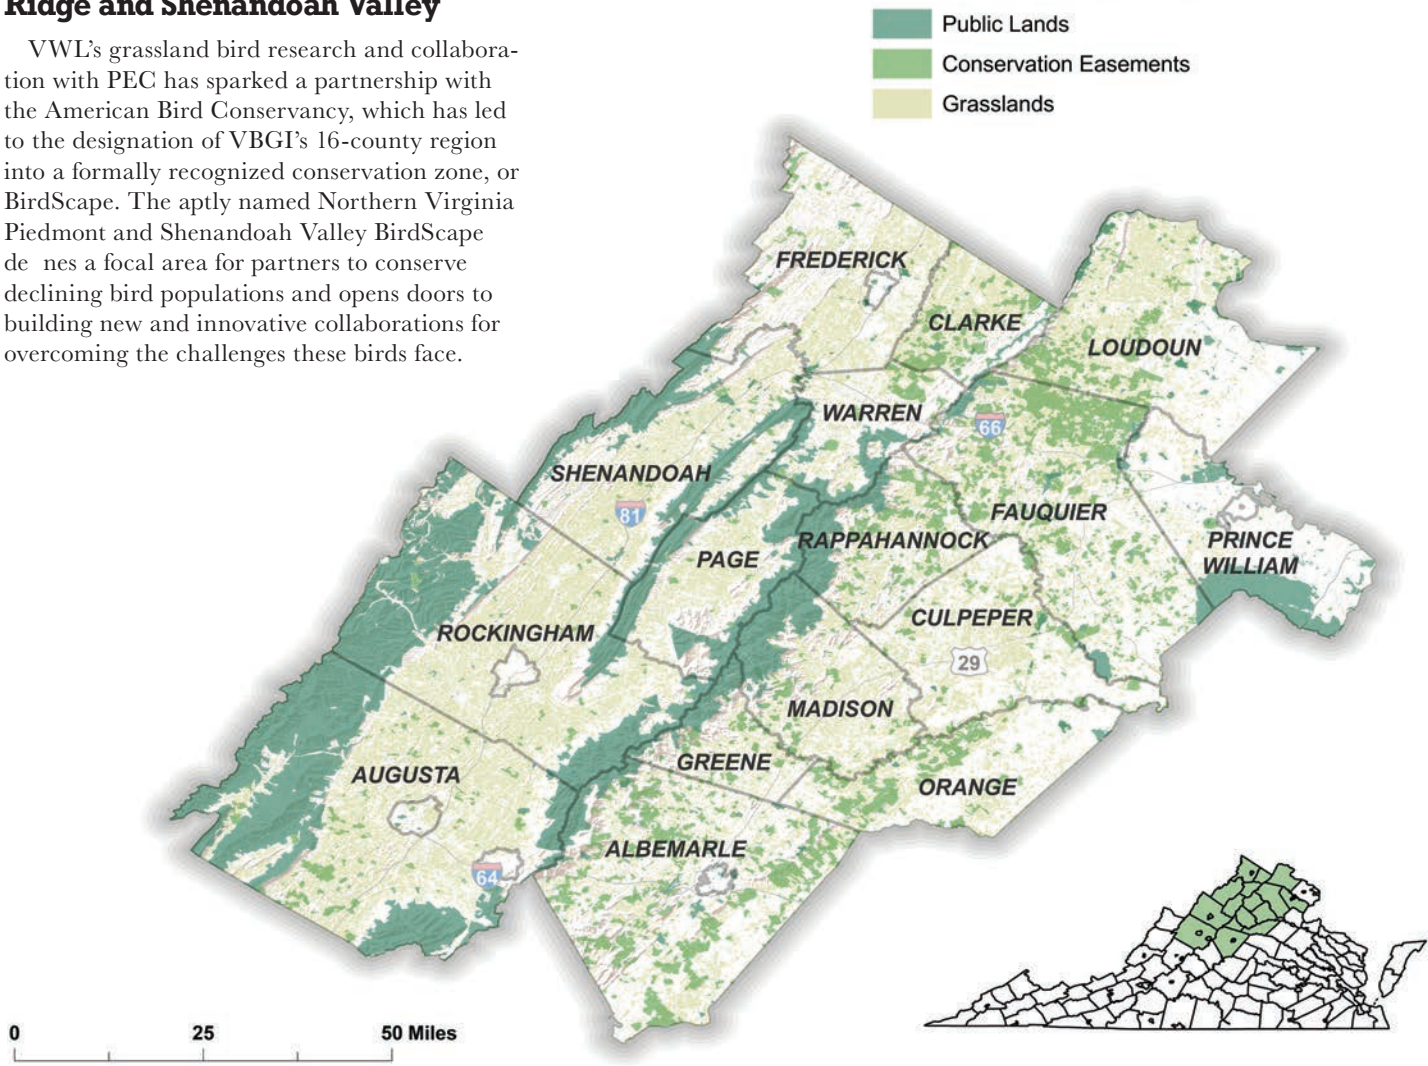 Ridge and Shenandoah Valley
VWL’s grassland bird research and collabora-
tion with PEC has sparked a partnership with
the American Bird Conservancy, which has led
to the designation of VBGI’s 16-county region
into a formally recognized conservation zone, or
BirdScape. The aptly named Northern Virginia
Piedmont and Shenandoah Valley BirdScape
de nes a focal area for partners to conserve
declining bird populations and opens doors to
building new and innovative collaborations for
overcoming the challenges these birds face.
Public Lands
Conservation Easements
Grasslands
FREDERICK
CLARKE
LOUDOUN
WARREN
66
SHENANDOAH
81
FAUQUIER
PAGE
RAPPAHANNOCK
PRINCE
WILLIAM
CULPEPER
ROCKINGHAM
29
MADISON
GREENE
AUGUSTA
ORANGE
ALBEMARLE
64
0 25 50 Miles